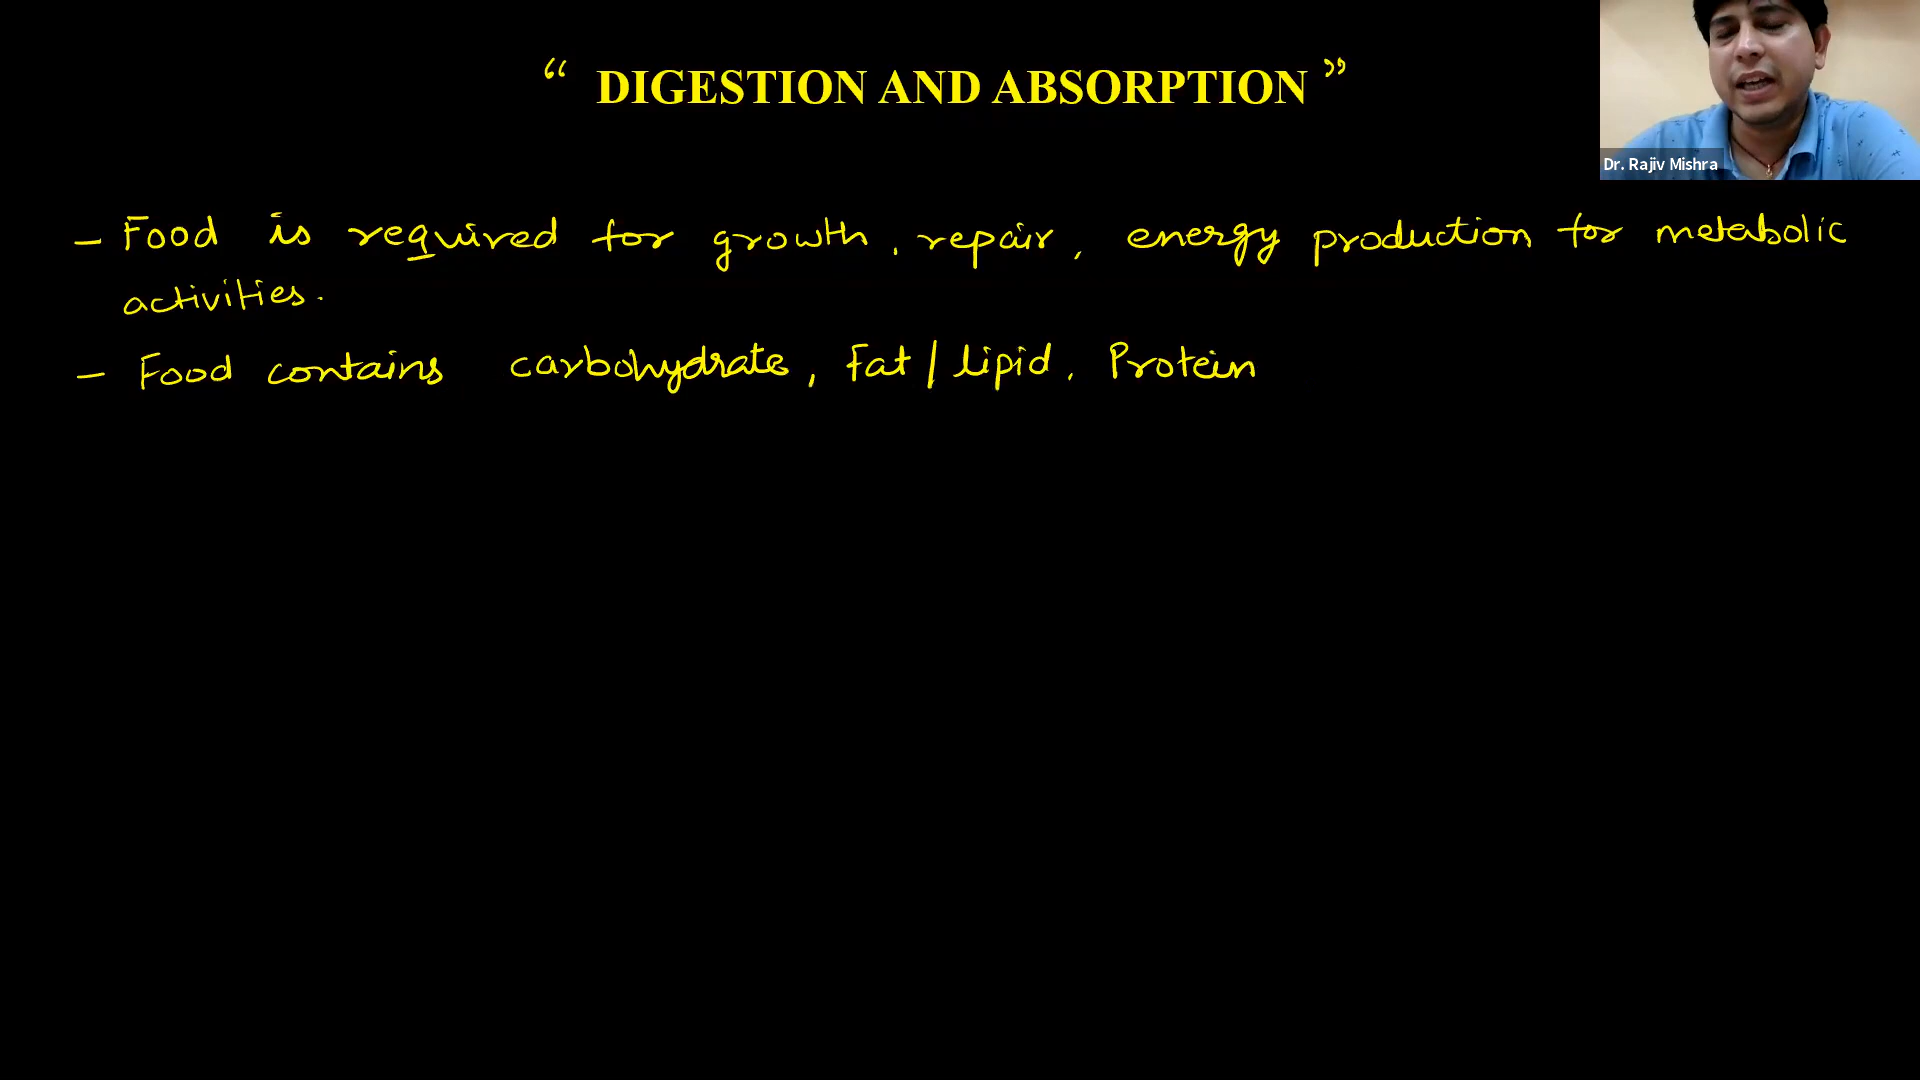 “ DIGESTION AND ABSORPTION ”
Dr. Rajiv Mishra
– Food is required for growth, repair, energy production for metabolic
activities.
– Food contains carbohydrate, Fat / lipid, Protein